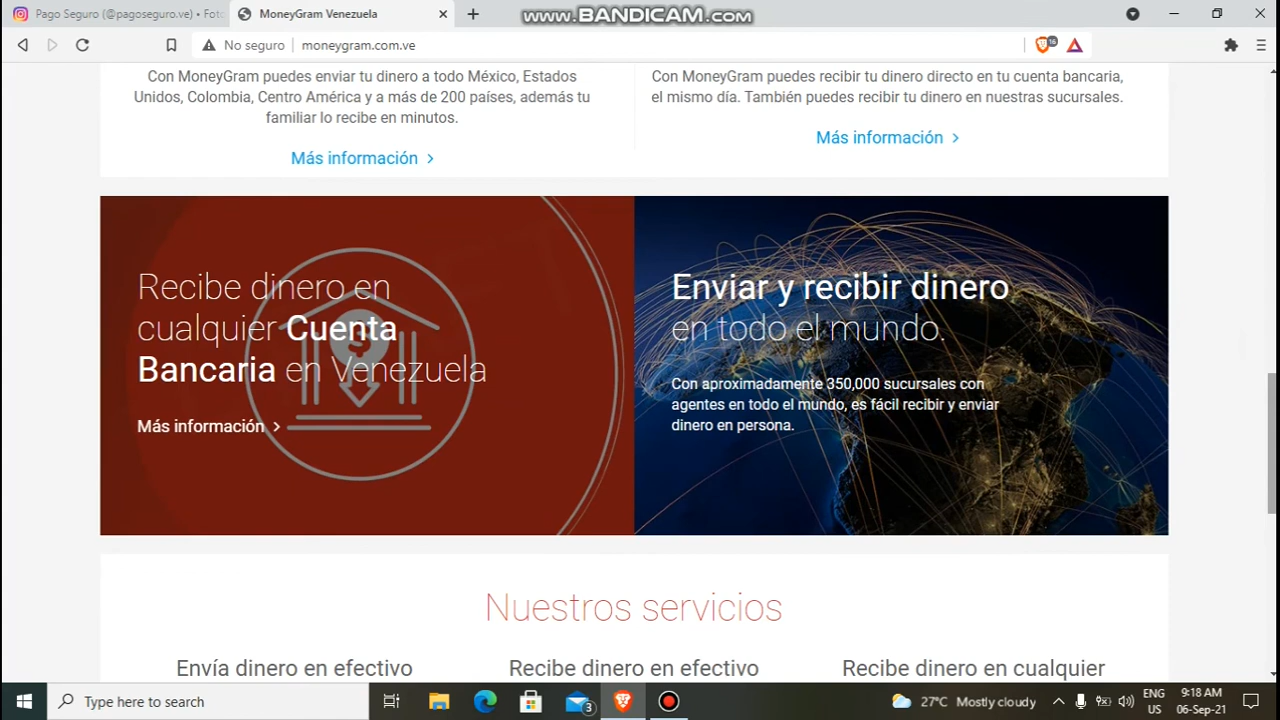 Pago Seguro (@pagoseguro.ve) • Foto
MoneyGram Venezuela
www.BANDICAM.com
No seguro
moneygram.com.ve
16
Con MoneyGram puedes enviar tu dinero a todo México, Estados
Unidos, Colombia, Centro América y a más de 200 países, además tu
familiar lo recibe en minutos.
Más información
Con MoneyGram puedes recibir tu dinero directo en tu cuenta bancaria,
el mismo día. También puedes recibir tu dinero en nuestras sucursales.
Más información
Recibe dinero en
cualquier Cuenta
Bancaria en Venezuela
Más información
Enviar y recibir dinero
en todo el mundo.
Con aproximadamente 350,000 sucursales con
agentes en todo el mundo, es fácil recibir y enviar
dinero en persona.
Nuestros servicios
Envía dinero en efectivo
Recibe dinero en efectivo
Recibe dinero en cualquier
Type here to search
3
27°C Mostly cloudy
ENG
US
9:18 AM
06-Sep-21